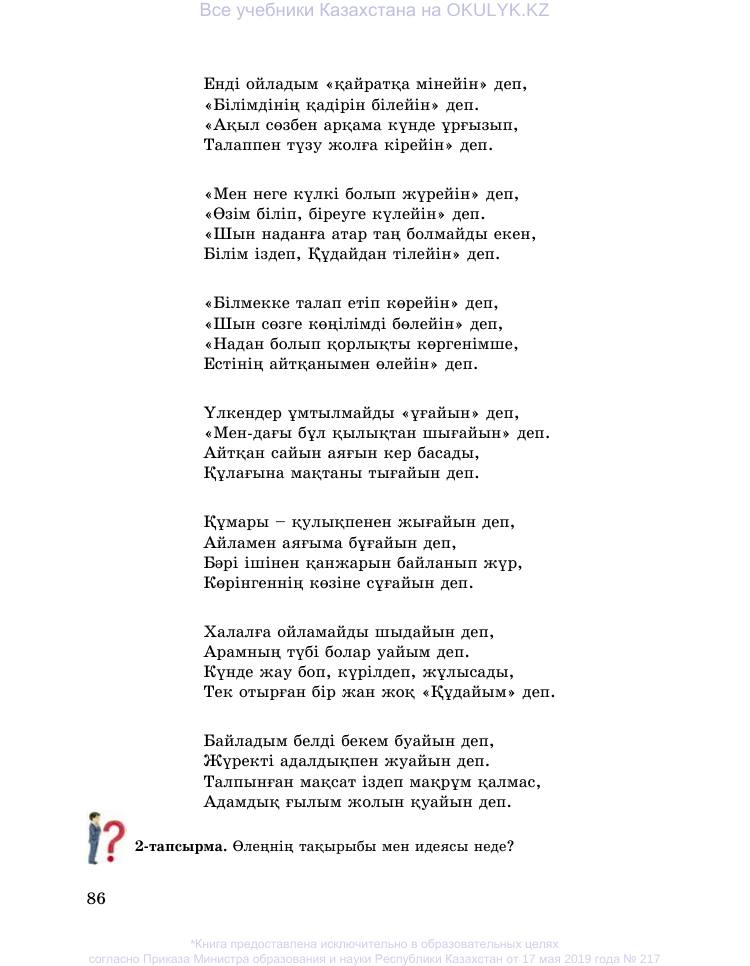 Все учебники Казахстана на OKULYK.KZ
Енді ойладым «қайратқа мінейін» деп,
«Білімдінің қадірін білейін» деп.
«Ақыл сөзбен арқама күнде ұрғызып,
Талаппен түзу жолға кірейін» деп.
«Мен неге күлкі болып жүрейін» деп,
«Өзім біліп, біреуге күлейін» деп.
«Шын наданға атар таң болмайды екен,
Білім іздеп, Құдайдан тілейін» деп.
«Білмекке талап етіп көрейін» деп,
«Шын сөзге көңілімді бөлейін» деп,
«Надан болып қорлықты көргенімше,
Естінің айтқанымен өлейін» деп.
Үлкендер ұмтылмайды «ұғайын» деп,
«Мен-дағы бұл қылықтан шығайын» деп.
Айтқан сайын аяғын кер басады,
Құлағына мақтаны тығайын деп.
Құмары – қулықпенен жығайын деп,
Айламен аяғыма бұғайын деп,
Бәрі ішінен қанжарын байланып жүр,
Көрінгеннің көзіне сұғайын деп.
Халалға ойламайды шыдайын деп,
Арамның түбі болар уайым деп.
Күнде жау боп, күрілдеп, жұлысады,
Тек отырған бір жан жоқ «Құдайым» деп.
Байладым белді бекем буайын деп,
Жүректі адалдықпен жуайын деп.
Талпынған мақсат іздеп мақрұм қалмас,
Адамдық ғылым жолын қуайын деп.
2-тапсырма. Өлеңнің тақырыбы мен идеясы неде?
86
*Книга предоставлена исключительно в образовательных целях
согласно Приказа Министра образования и науки Республики Казахстан от 17 мая 2019 года № 217